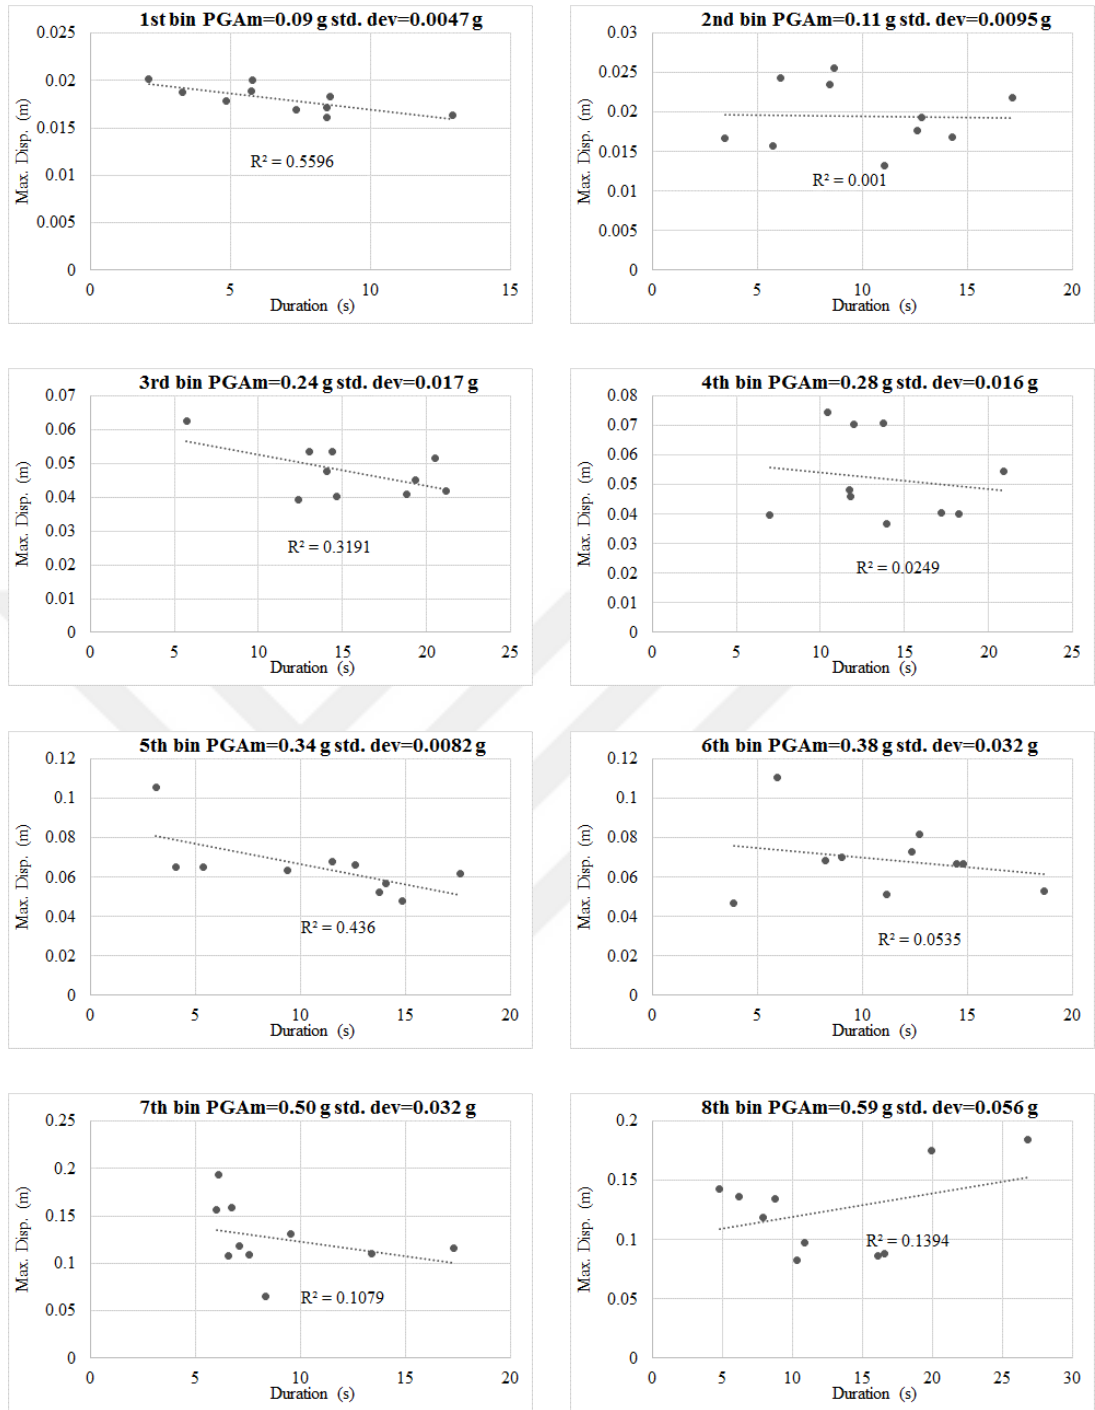 1st bin PGAm=0.09 g std. dev=0.0047 g
0.025
0.02
0.015
0.01
0.005
0
Max. Disp. (m)
R² = 0.5596
0 5 10 15
Duration (s)
2nd bin PGAm=0.11 g std. dev=0.0095 g
0.03
0.025
0.02
0.015
0.01
0.005
0
Max. Disp. (m)
R² = 0.001
0 5 10 15 20
Duration (s)
3rd bin PGAm=0.24 g std. dev=0.017 g
0.07
0.06
0.05
0.04
0.03
0.02
0.01
0
Max. Disp. (m)
R² = 0.3191
0 5 10 15 20 25
Duration (s)
4th bin PGAm=0.28 g std. dev=0.016 g
0.08
0.07
0.06
0.05
0.04
0.03
0.02
0.01
0
Max. Disp. (m)
R² = 0.0249
0 5 10 15 20 25
Duration (s)
5th bin PGAm=0.34 g std. dev=0.0082 g
0.12
0.1
0.08
0.06
0.04
0.02
0
Max. Disp. (m)
R² = 0.436
0 5 10 15 20
Duration (s)
6th bin PGAm=0.38 g std. dev=0.032 g
0.12
0.1
0.08
0.06
0.04
0.02
0
Max. Disp. (m)
R² = 0.0535
0 5 10 15 20
Duration (s)
7th bin PGAm=0.50 g std. dev=0.032 g
0.25
0.2
0.15
0.1
0.05
0
Max. Disp. (m)
R² = 0.1079
0 5 10 15 20
Duration (s)
8th bin PGAm=0.59 g std. dev=0.056 g
0.2
0.15
0.1
0.05
0
Max. Disp. (m)
R² = 0.1394
0 5 10 15 20 25 30
Duration (s)